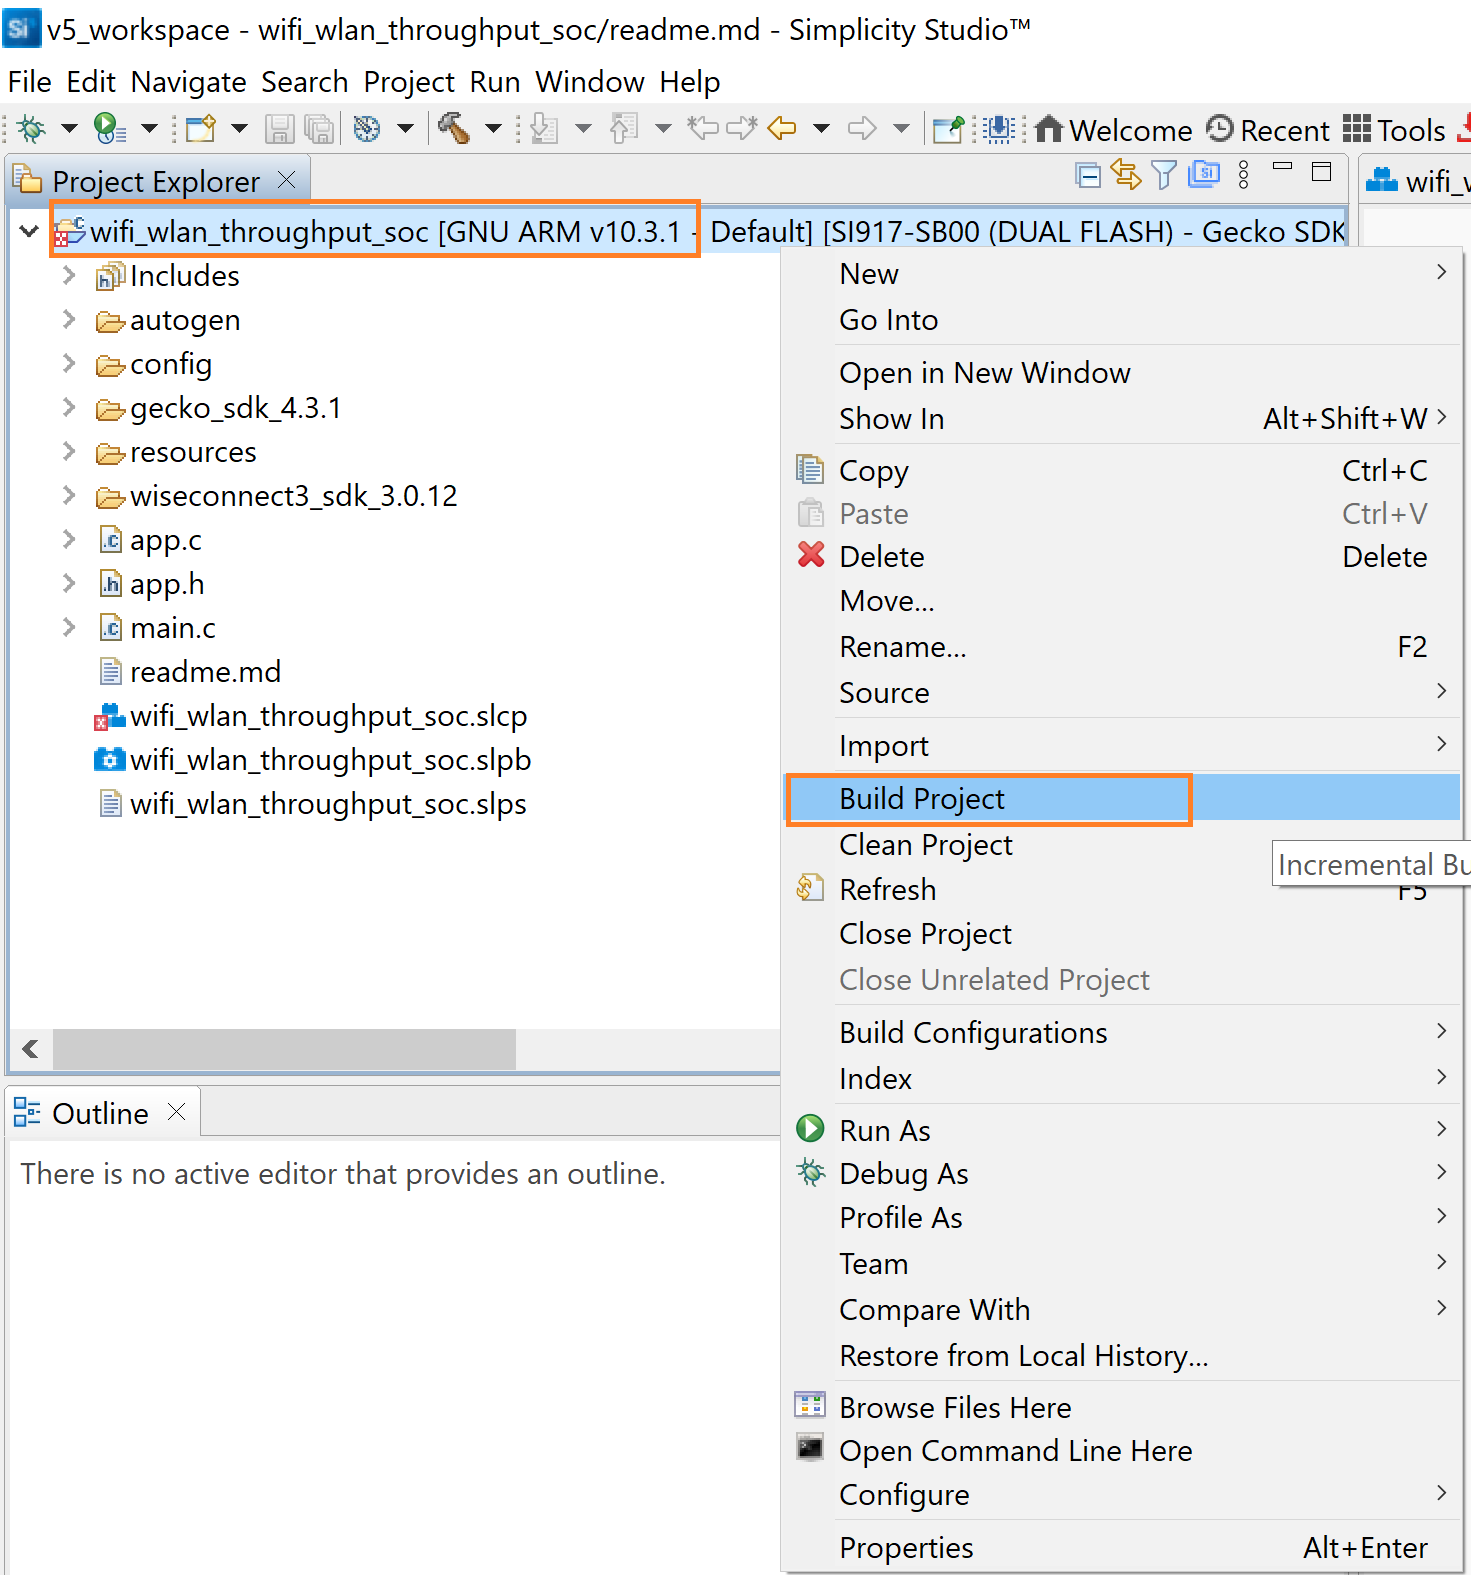 v5_workspace - wifi_wlan_throughput_soc/readme.md - Simplicity Studio™
File Edit Navigate Search Project Run Window Help
Welcome Recent Tools
Project Explorer
wifi_w
wifi_wlan_throughput_soc [GNU ARM v10.3.1 - Default] [SI917-SB00 (DUAL FLASH) - Gecko SDK
Includes
autogen
config
gecko_sdk_4.3.1
resources
wiseconnect3_sdk_3.0.12
app.c
app.h
main.c
readme.md
wifi_wlan_throughput_soc.slcp
wifi_wlan_throughput_soc.slpb
wifi_wlan_throughput_soc.slps
New
Go Into
Open in New Window
Show In Alt+Shift+W
Copy Ctrl+C
Paste Ctrl+V
Delete Delete
Move...
Rename... F2
Source
Import
Build Project
Clean Project
Incremental Bu
Refresh F5
Close Project
Close Unrelated Project
Build Configurations
Index
Run As
Debug As
Profile As
Team
Compare With
Restore from Local History...
Browse Files Here
Open Command Line Here
Configure
Properties Alt+Enter
Outline
There is no active editor that provides an outline.